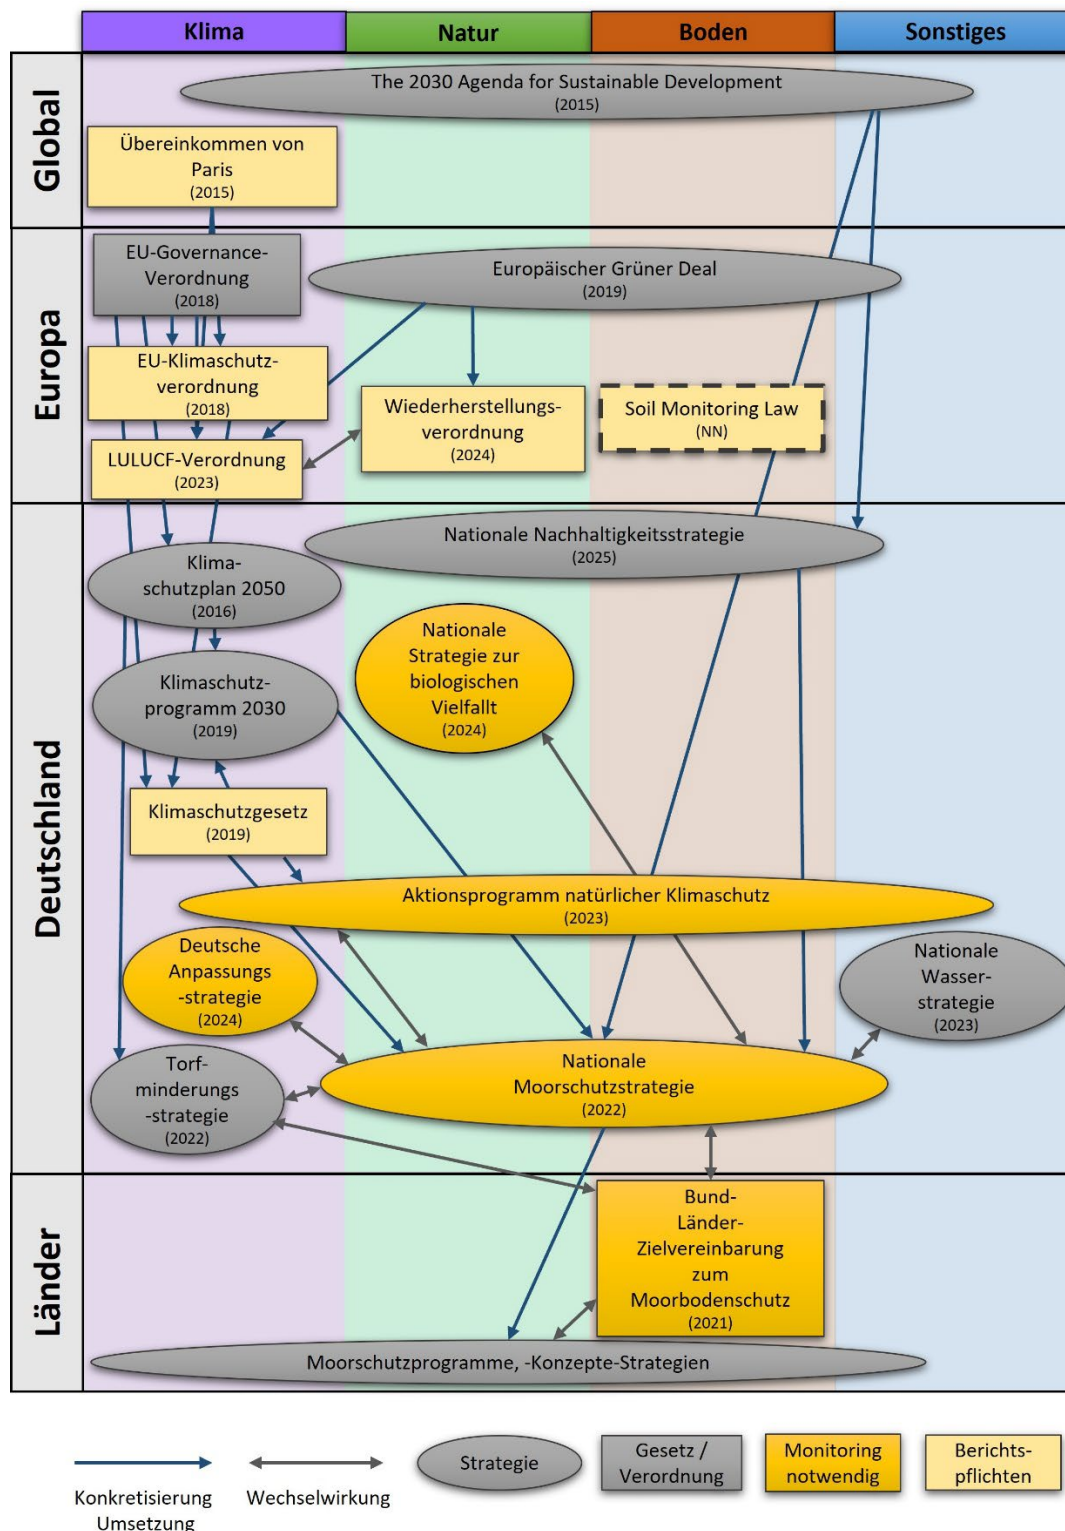 Klima
Natur
Boden
Sonstiges
Global
The 2030 Agenda for Sustainable Development
(2015)
Übereinkommen von
Paris
(2015)
Europa
EU-Governance-
Verordnung
(2018)
Europäischer Grüner Deal
(2019)
EU-Klimaschutz-
verordnung
(2018)
Wiederherstellungs-
verordnung
(2024)
Soil Monitoring Law
(NN)
LULUCF-Verordnung
(2023)
Deutschland
Nationale Nachhaltigkeitsstrategie
(2025)
Klima-
schutzplan 2050
(2016)
Nationale
Strategie zur
biologischen
Vielfallt
(2024)
Klimaschutz-
programm 2030
(2019)
Klimaschutzgesetz
(2019)
Aktionsprogramm natürlicher Klimaschutz
(2023)
Deutsche
Anpassungs
-strategie
(2024)
Nationale
Wasser-
strategie
(2023)
Torf-
minderungs
-strategie
(2022)
Nationale
Moorschutzstrategie
(2022)
Länder
Bund-
Länder-
Zielvereinbarung
zum
Moorbodenschutz
(2021)
Moorschutzprogramme, -Konzepte-Strategien
Konkretisierung
Umsetzung
Wechselwirkung
Strategie
Gesetz /
Verordnung
Monitoring
notwendig
Berichts-
pflichten